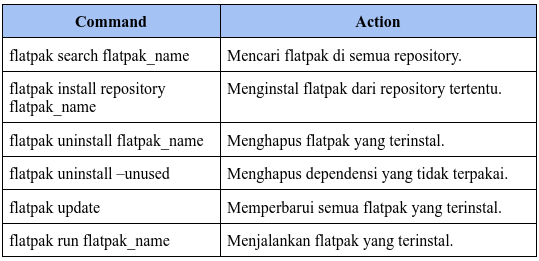 Command Action
flatpak search flatpak_name Mencari flatpak di semua repository.
flatpak install repository Menginstal flatpak dari repository tertentu.
flatpak_name
flatpak uninstall flatpak_name Menghapus flatpak yang terinstal.
flatpak uninstall –unused Menghapus dependensi yang tidak terpakai.
flatpak update Memperbarui semua flatpak yang terinstal.
flatpak run flatpak_name Menjalankan flatpak yang terinstal.